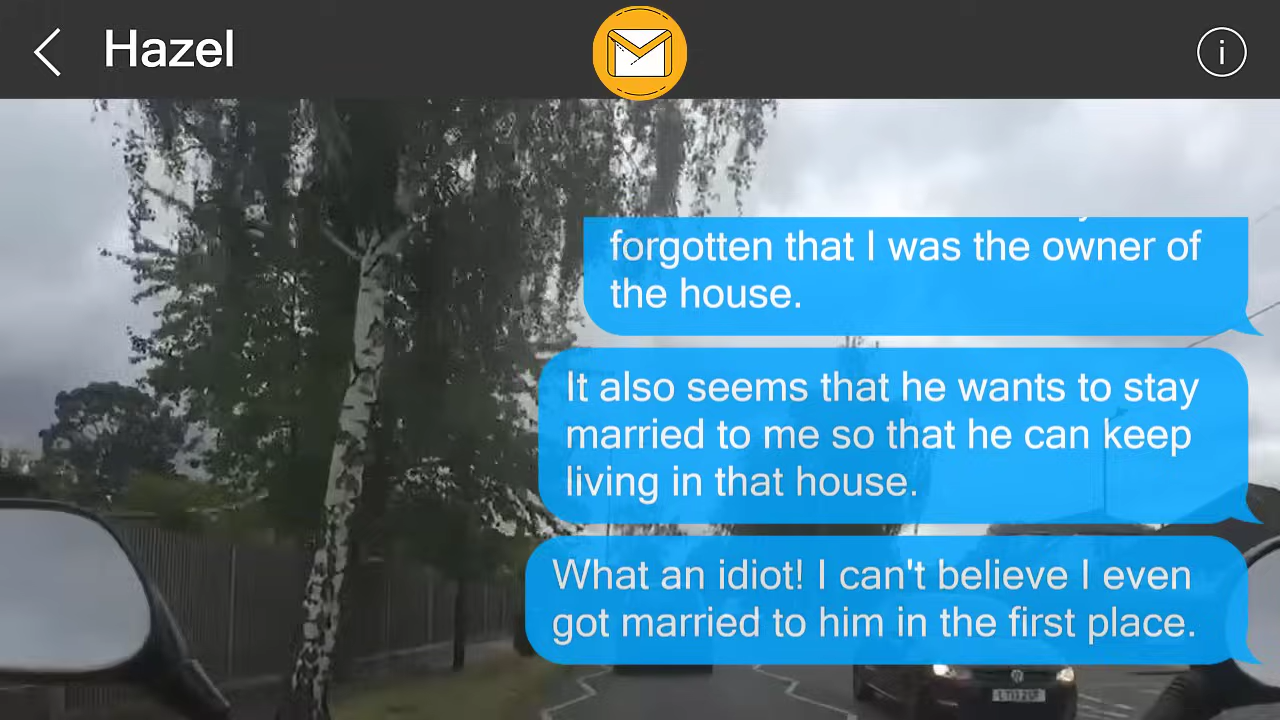 Hazel
i
forgotten that I was the owner of
the house.
It also seems that he wants to stay
married to me so that he can keep
living in that house.
What an idiot! I can't believe I even
got married to him in the first place.